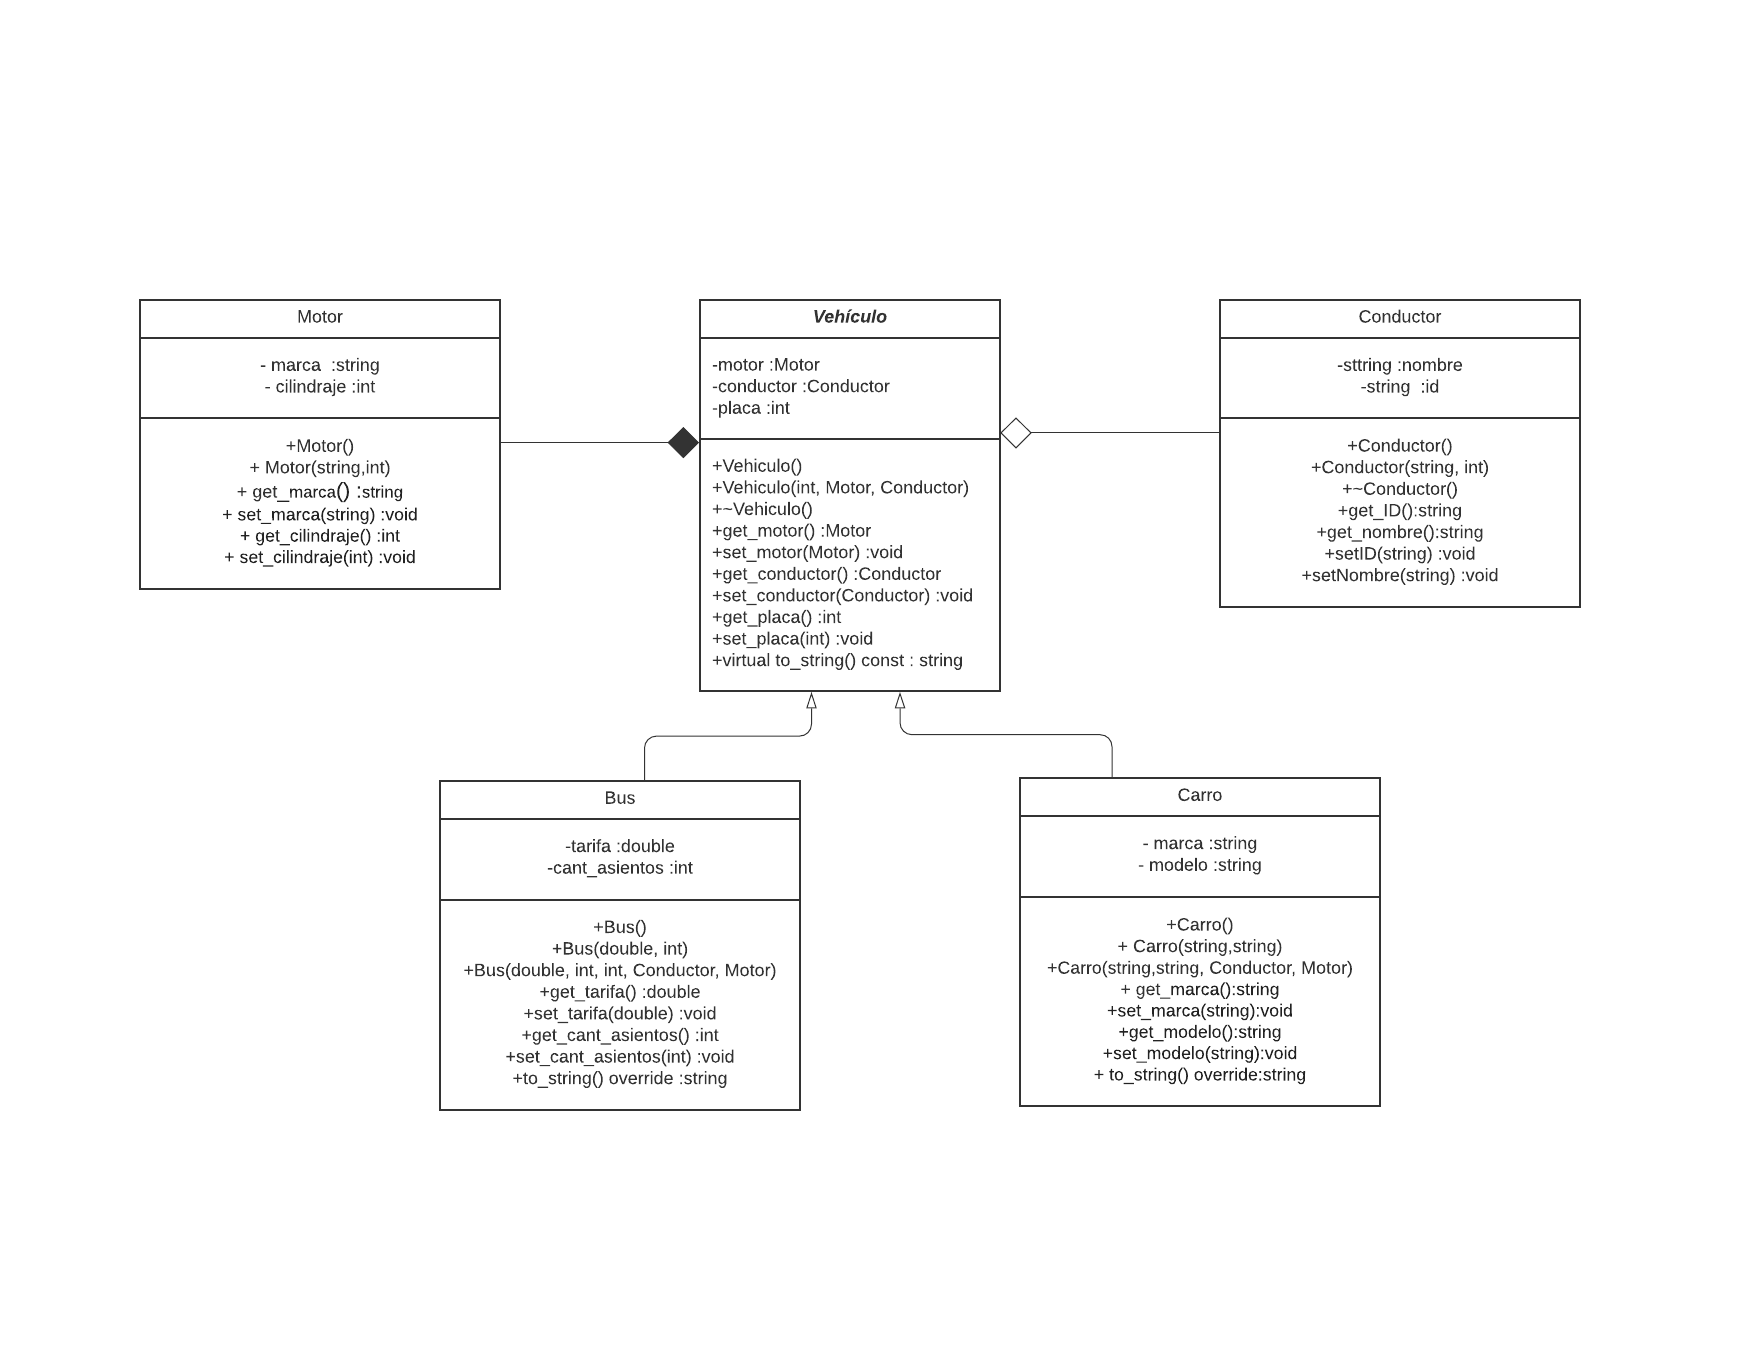 Motor
- marca  :string
- cilindraje :int
+Motor()
+ Motor(string,int)
+ get_marca() :string
+ set_marca(string) :void
+ get_cilindraje() :int
+ set_cilindraje(int) :void
Vehículo
-motor :Motor
-conductor :Conductor
-placa :int
+Vehiculo()
+Vehiculo(int, Motor, Conductor)
+~Vehiculo()
+get_motor() :Motor
+set_motor(Motor) :void
+get_conductor() :Conductor
+set_conductor(Conductor) :void
+get_placa() :int
+set_placa(int) :void
+virtual to_string() const : string
Conductor
-sttring :nombre
-string  :id
+Conductor()
+Conductor(string, int)
+~Conductor()
+get_ID():string
+get_nombre():string
+setID(string) :void
+setNombre(string) :void
Bus
-tarifa :double
-cant_asientos :int
+Bus()
+Bus(double, int)
+Bus(double, int, int, Conductor, Motor)
+get_tarifa() :double
+set_tarifa(double) :void
+get_cant_asientos() :int
+set_cant_asientos(int) :void
+to_string() override :string
Carro
- marca :string
- modelo :string
+Carro()
+ Carro(string,string)
+Carro(string,string, Conductor, Motor)
+ get_marca():string
+set_marca(string):void
+get_modelo():string
+set_modelo(string):void
+ to_string() override:string